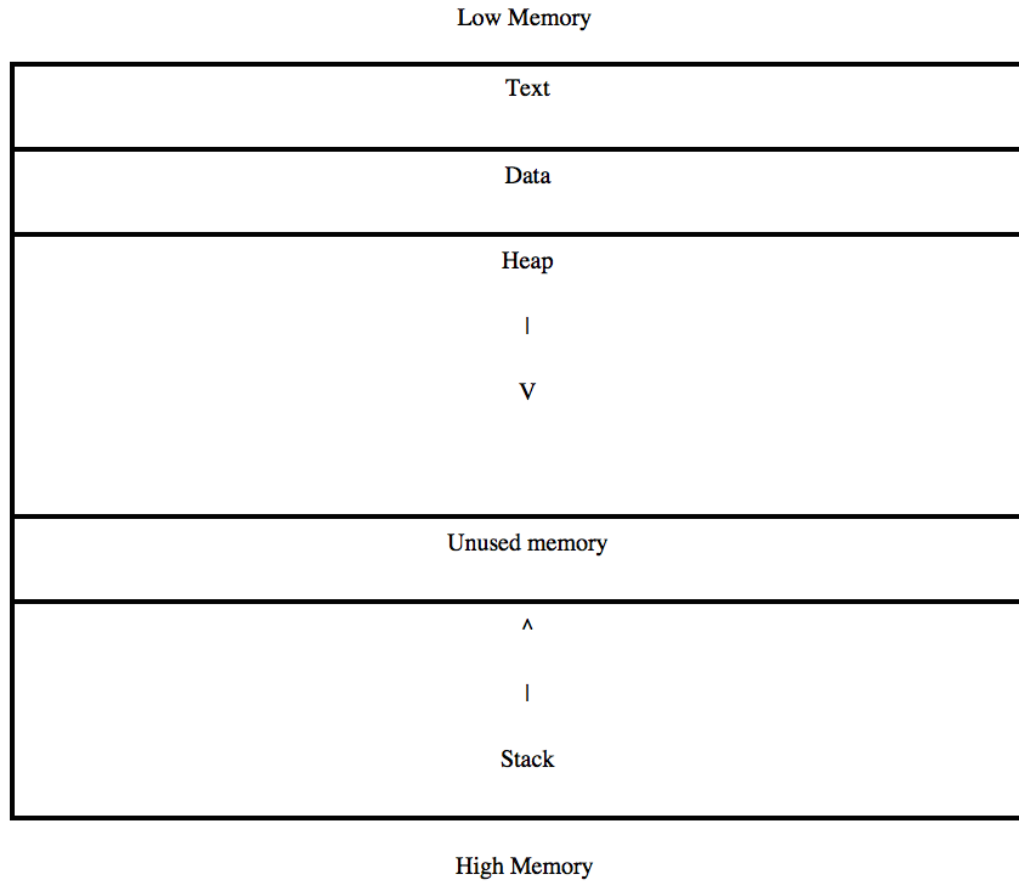 Low Memory
Text
Data
Heap
|
V
Unused memory
^
|
Stack
High Memory